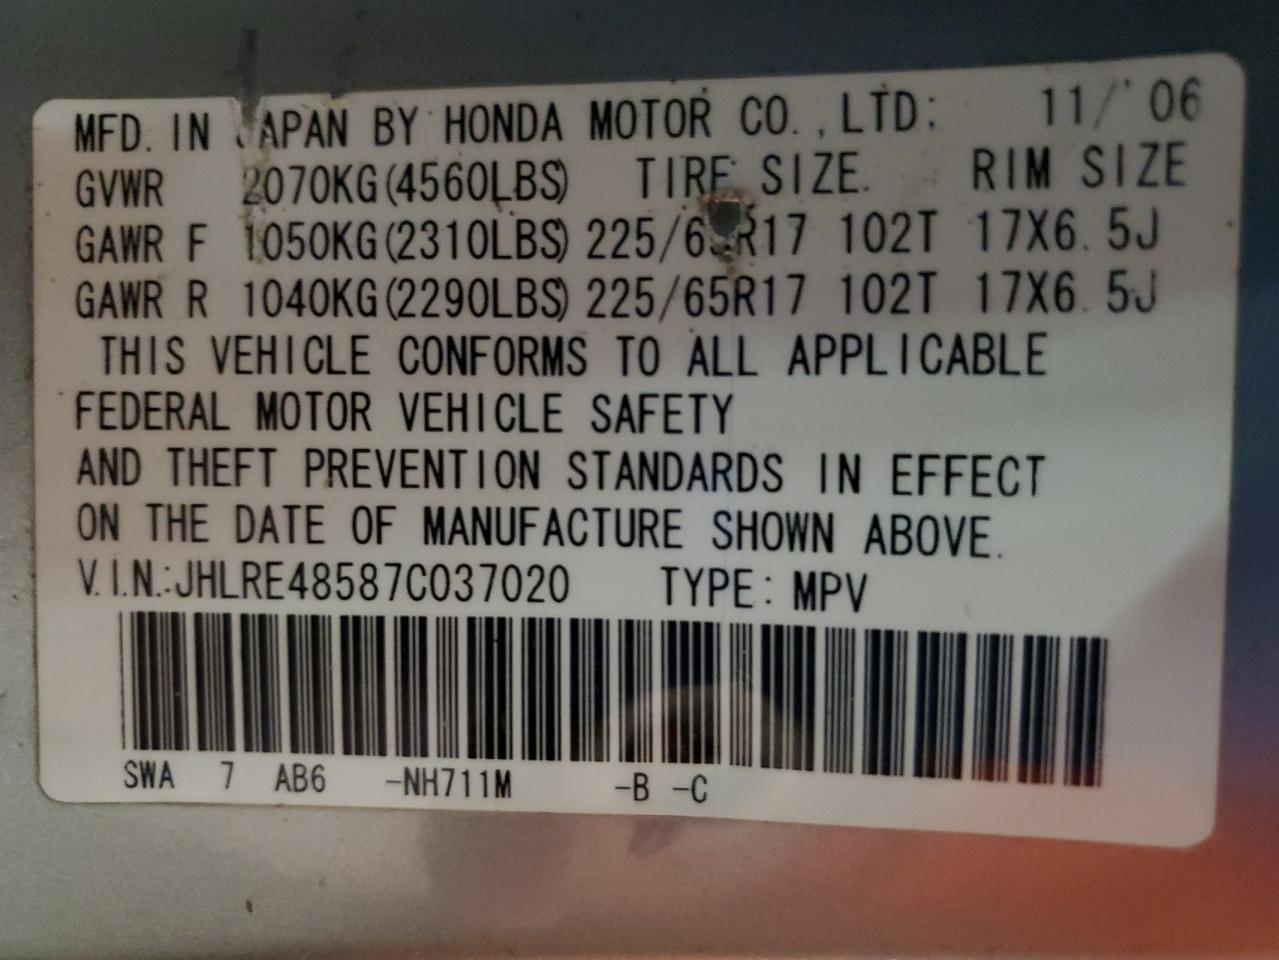 MFD. IN JAPAN BY HONDA MOTOR CO.,LTD: 11/'06
GVWR 2070KG(4560LBS) TIRE SIZE. RIM SIZE
GAWR F 1050KG(2310LBS) 225/65R17 102T 17X6.5J
GAWR R 1040KG(2290LBS) 225/65R17 102T 17X6.5J
THIS VEHICLE CONFORMS TO ALL APPLICABLE
FEDERAL MOTOR VEHICLE SAFETY
AND THEFT PREVENTION STANDARDS IN EFFECT
ON THE DATE OF MANUFACTURE SHOWN ABOVE.
V.I.N.:JHLRE48587C037020 TYPE: MPV
SWA 7 AB6 -NH711M -B -C